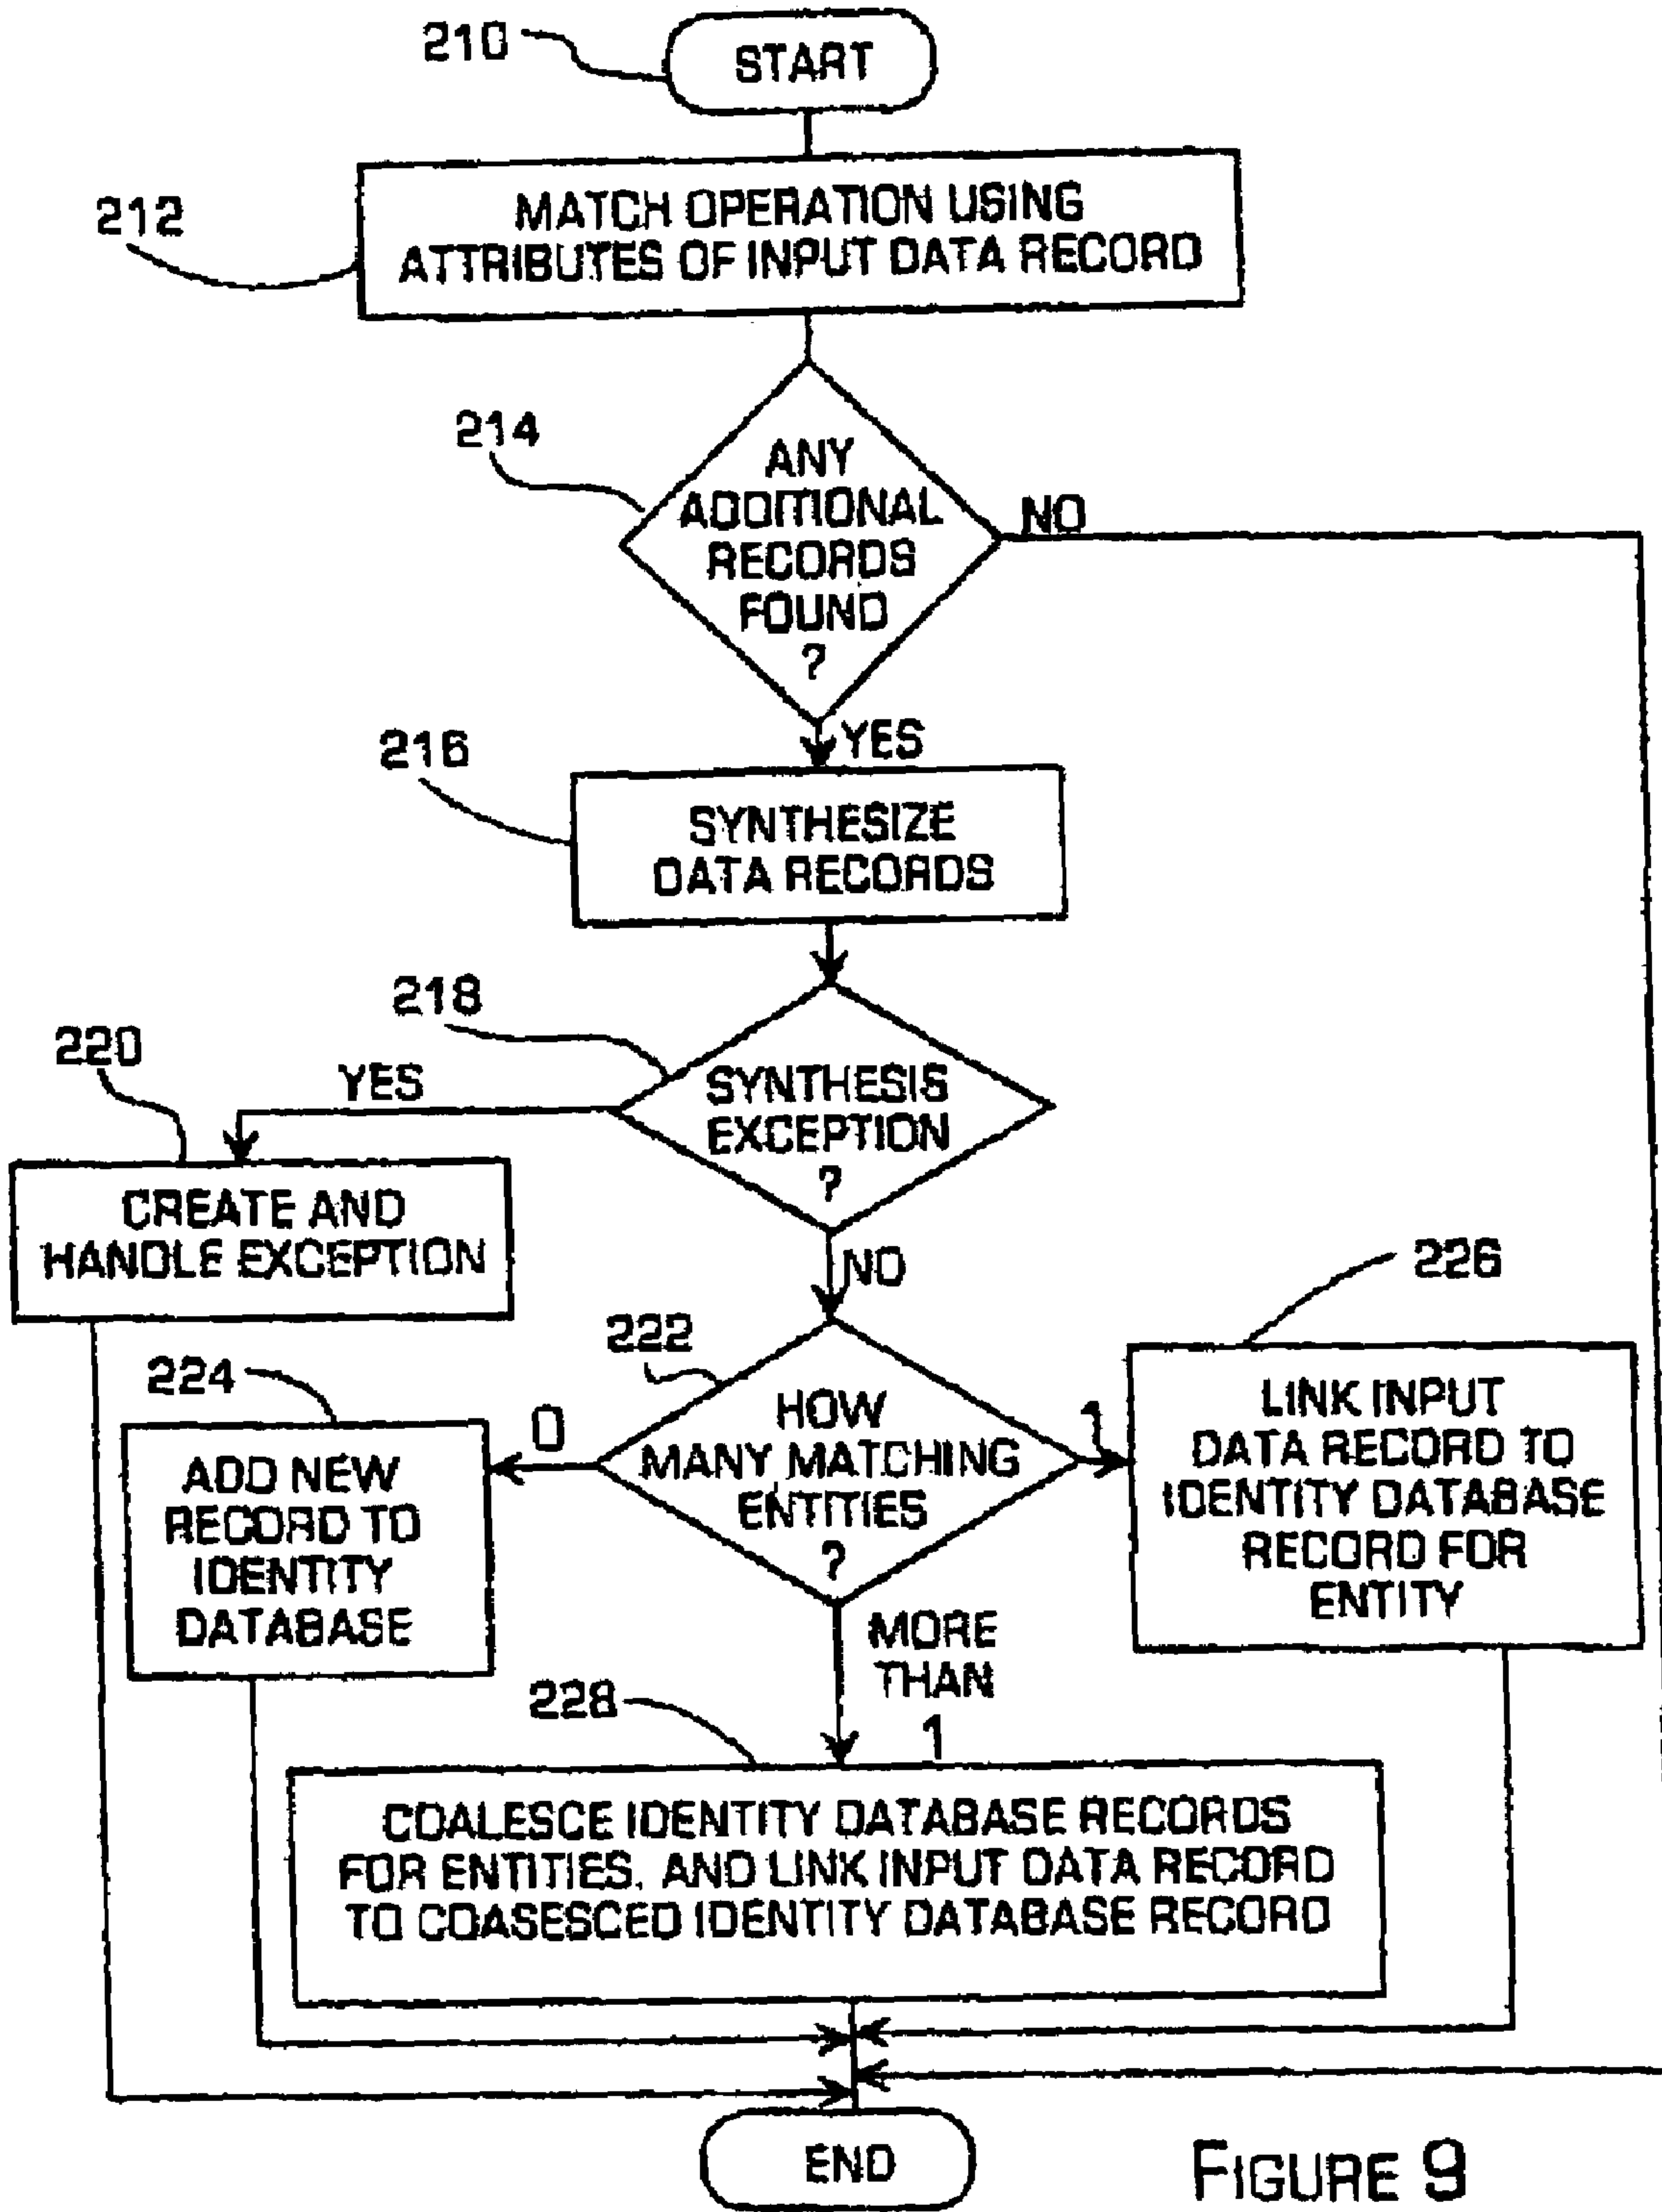 210
START
212
MATCH OPERATION USING
ATTRIBUTES OF INPUT DATA RECORD
214
ANY
ADDITIONAL
RECORDS
FOUND
?
NO
YES
216
SYNTHESIZE
DATA RECORDS
218
SYNTHESIS
EXCEPTION
?
YES
220
CREATE AND
HANDLE EXCEPTION
NO
222
HOW
MANY MATCHING
ENTITIES
?
0
224
ADD NEW
RECORD TO
IDENTITY
DATABASE
1
226
LINK INPUT
DATA RECORD TO
IDENTITY DATABASE
RECORD FOR
ENTITY
MORE
THAN
1
228
COALESCE IDENTITY DATABASE RECORDS
FOR ENTITIES, AND LINK INPUT DATA RECORD
TO COASESCED IDENTITY DATABASE RECORD
END
FIGURE 9